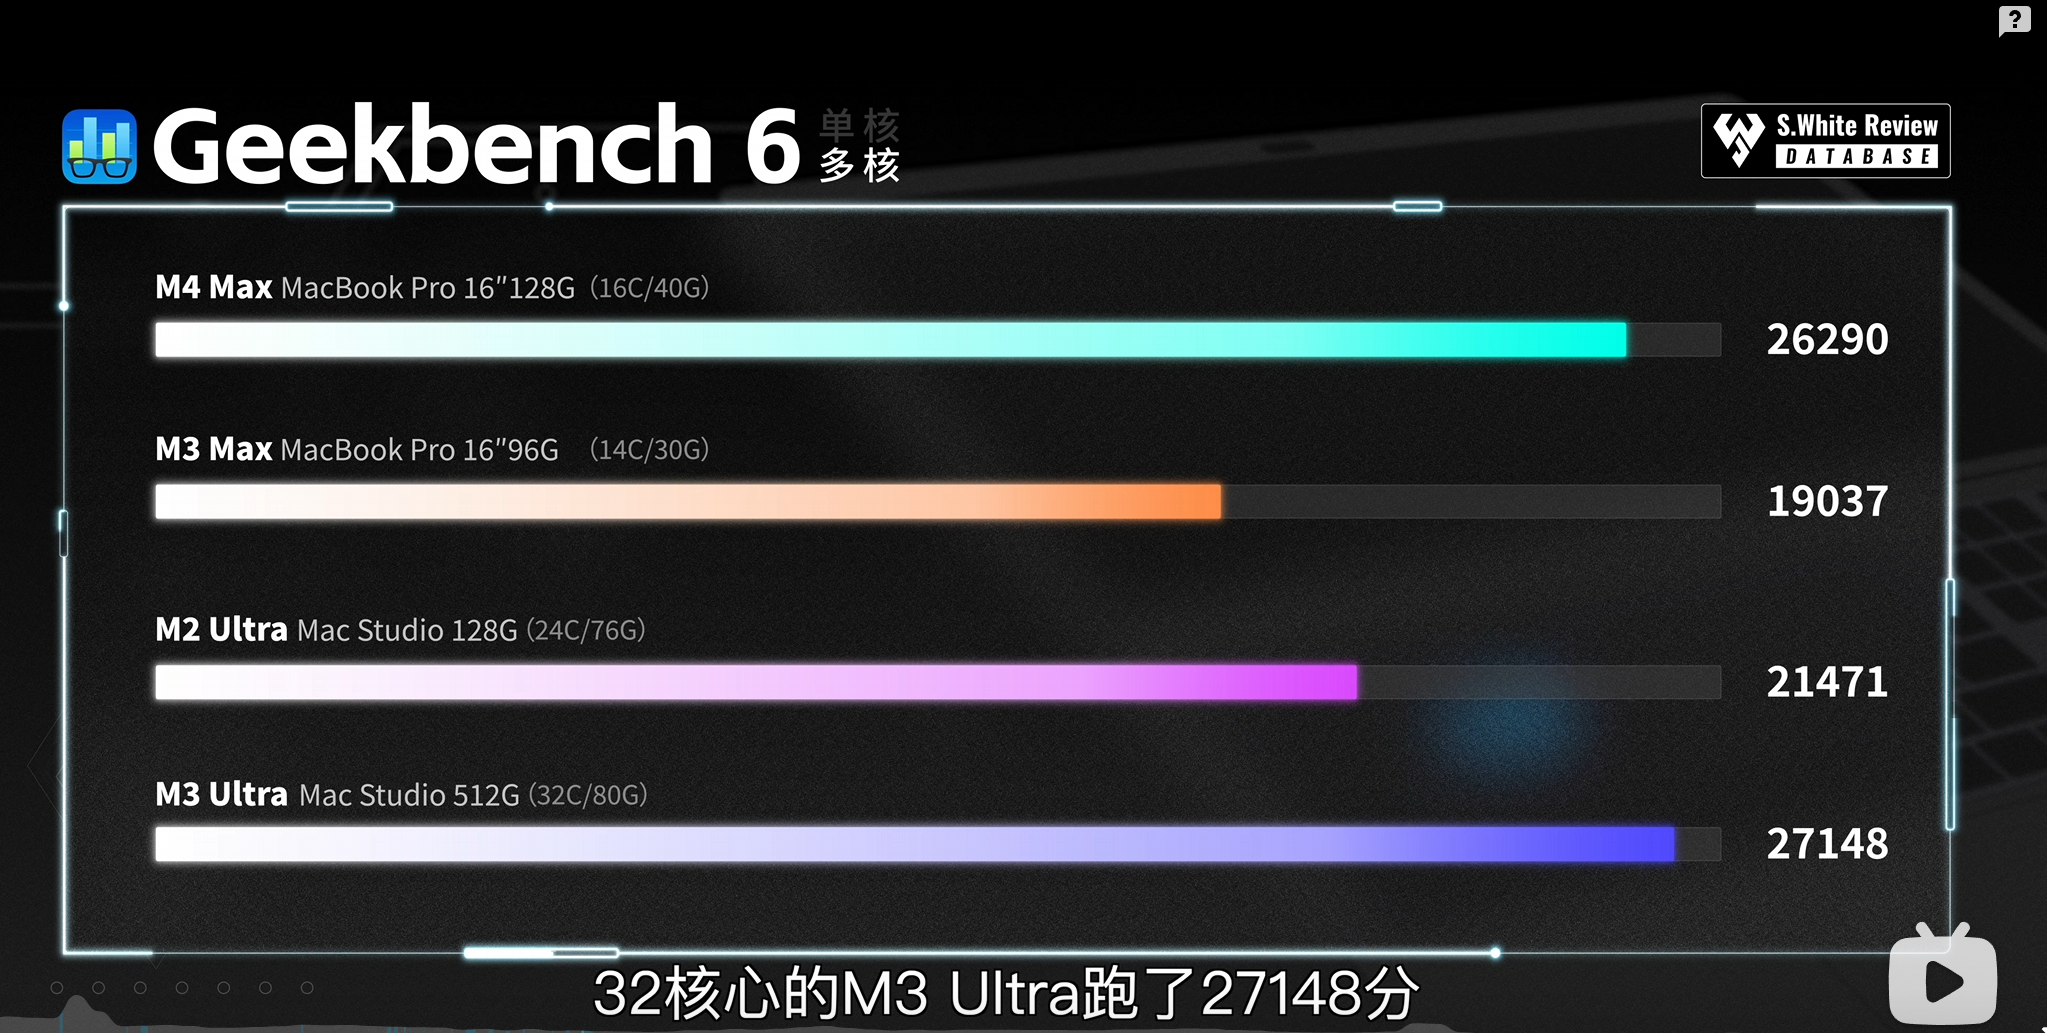 ?
Geekbench 6
单核
多核
S.White Review
DATABASE
M4 Max MacBook Pro 16"128G (16C/40G)
26290
M3 Max MacBook Pro 16"96G (14C/30G)
19037
M2 Ultra Mac Studio 128G (24C/76G)
21471
M3 Ultra Mac Studio 512G (32C/80G)
27148
32核心的M3 Ultra跑了27148分